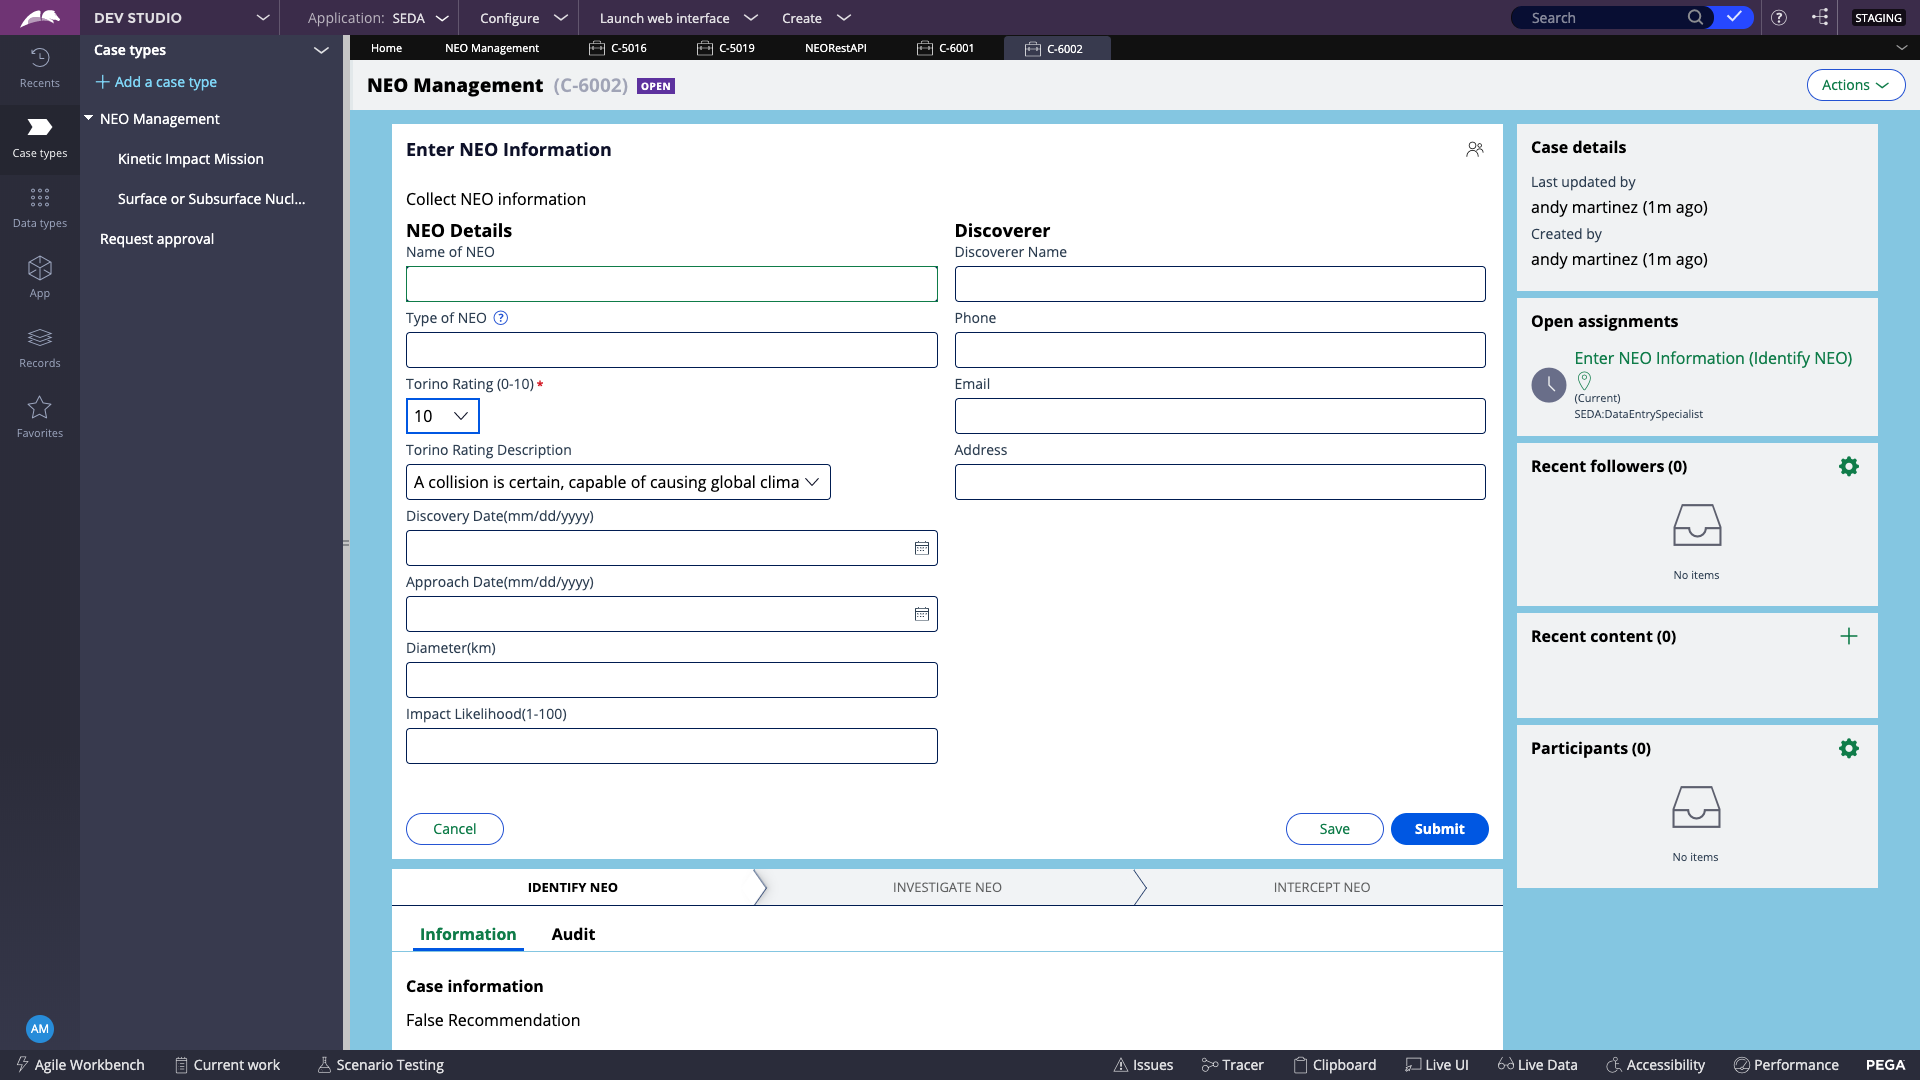 DEV STUDIO
Application: SEDA
Configure
Launch web interface
Create
Search
STAGING
Recents
Case types
Data types
App
Records
Favorites
AM
Case types
Add a case type
NEO Management
Kinetic Impact Mission
Surface or Subsurface Nucl...
Request approval
Home
NEO Management
C-5016
C-5019
NEORestAPI
C-6001
C-6002
NEO Management (C-6002) OPEN
Actions
Enter NEO Information
Collect NEO information
NEO Details
Name of NEO
Type of NEO ?
Torino Rating (0-10) *
10
Torino Rating Description
A collision is certain, capable of causing global clima
Discovery Date(mm/dd/yyyy)
Approach Date(mm/dd/yyyy)
Diameter(km)
Impact Likelihood(1-100)
Discoverer
Discoverer Name
Phone
Email
Address
Cancel
Save
Submit
IDENTIFY NEO
INVESTIGATE NEO
INTERCEPT NEO
Information
Audit
Case information
False Recommendation
Case details
Last updated by
andy martinez (1m ago)
Created by
andy martinez (1m ago)
Open assignments
Enter NEO Information (Identify NEO)
(Current)
SEDA:DataEntrySpecialist
Recent followers (0)
No items
Recent content (0)
Participants (0)
No items
Agile Workbench
Current work
Scenario Testing
Issues
Tracer
Clipboard
Live UI
Live Data
Accessibility
Performance
PEGA